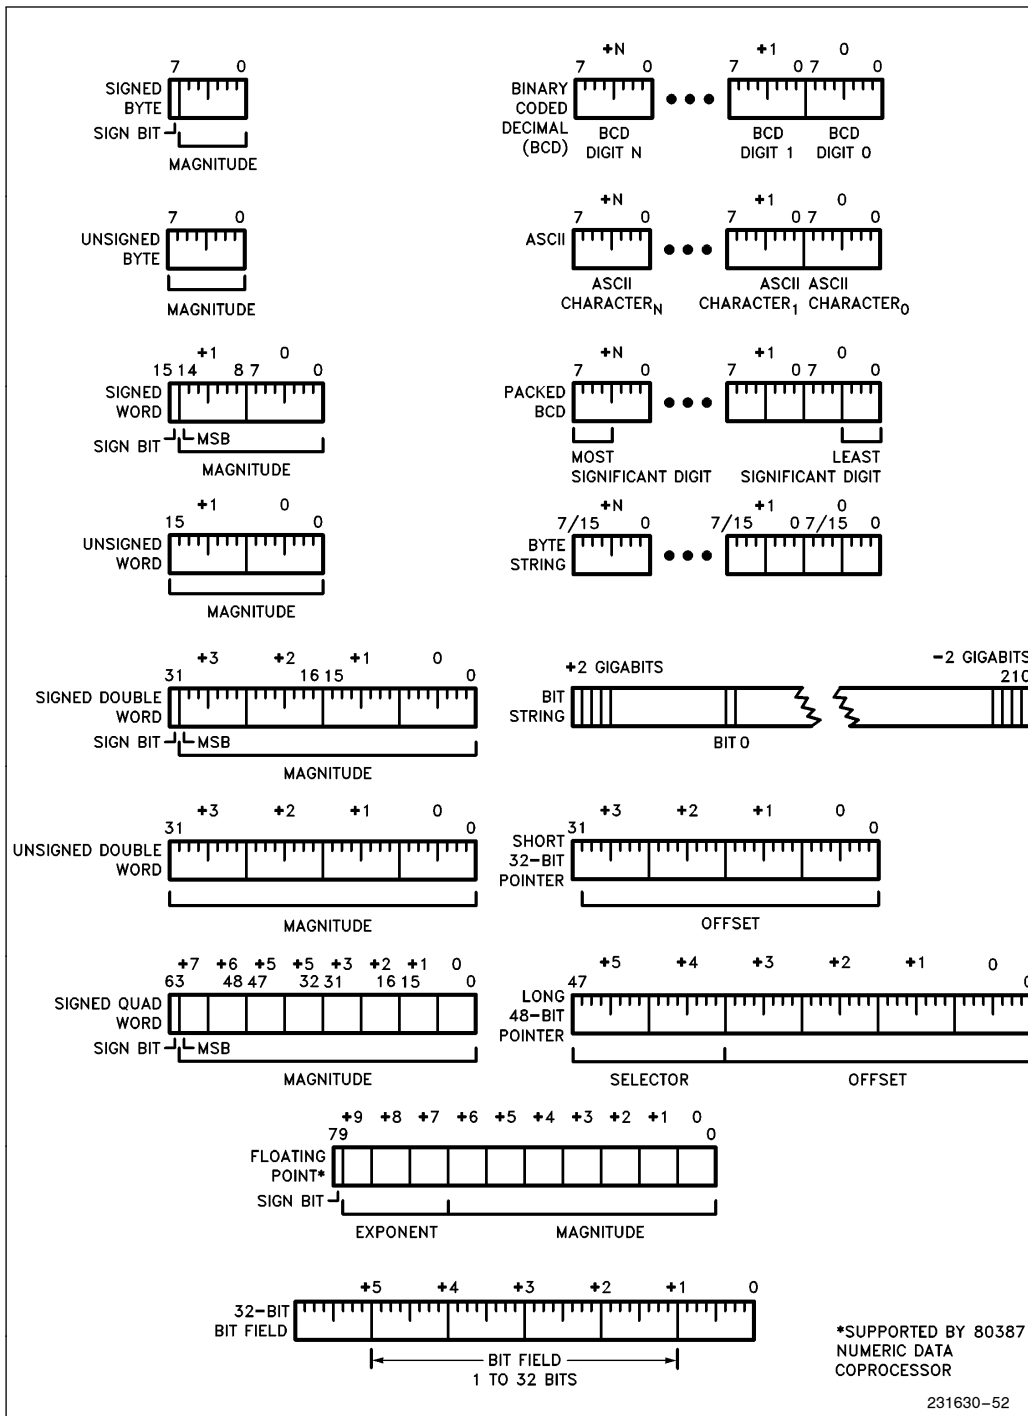 7 0
SIGNED
BYTE
SIGN BIT
MAGNITUDE
7 0
UNSIGNED
BYTE
MAGNITUDE
+1 0
15 14 8 7 0
SIGNED
WORD
SIGN BIT MSB
MAGNITUDE
+1 0
15 0
UNSIGNED
WORD
MAGNITUDE
+3 +2 +1 0
31 16 15 0
SIGNED DOUBLE
WORD
SIGN BIT MSB
MAGNITUDE
+3 +2 +1 0
31 0
UNSIGNED DOUBLE
WORD
MAGNITUDE
+7 +6 +5 +5 +3 +2 +1 0
63 48 47 32 31 16 15 0
SIGNED QUAD
WORD
SIGN BIT MSB
MAGNITUDE
+N +1 0
7 0 7 0 7 0
BINARY
CODED
DECIMAL
(BCD)
BCD BCD BCD
DIGIT N DIGIT 1 DIGIT 0
+N +1 0
7 0 7 0 7 0
ASCII
ASCII ASCII ASCII
CHARACTERN CHARACTER1 CHARACTER0
+N +1 0
7 0 7 0 7 0
PACKED
BCD
MOST LEAST
SIGNIFICANT DIGIT SIGNIFICANT DIGIT
+N +1 0
7/15 0 7/15 0 7/15 0
BYTE
STRING
+2 GIGABITS -2 GIGABITS
210
BIT
STRING
BIT 0
+3 +2 +1 0
31 0
SHORT
32-BIT
POINTER
OFFSET
+5 +4 +3 +2 +1 0
47 0
LONG
48-BIT
POINTER
SELECTOR OFFSET
+9 +8 +7 +6 +5 +4 +3 +2 +1 0
79 0
FLOATING
POINT*
SIGN BIT
EXPONENT MAGNITUDE
+5 +4 +3 +2 +1 0
32-BIT
BIT FIELD
BIT FIELD
1 TO 32 BITS
*SUPPORTED BY 80387
NUMERIC DATA
COPROCESSOR
231630-52